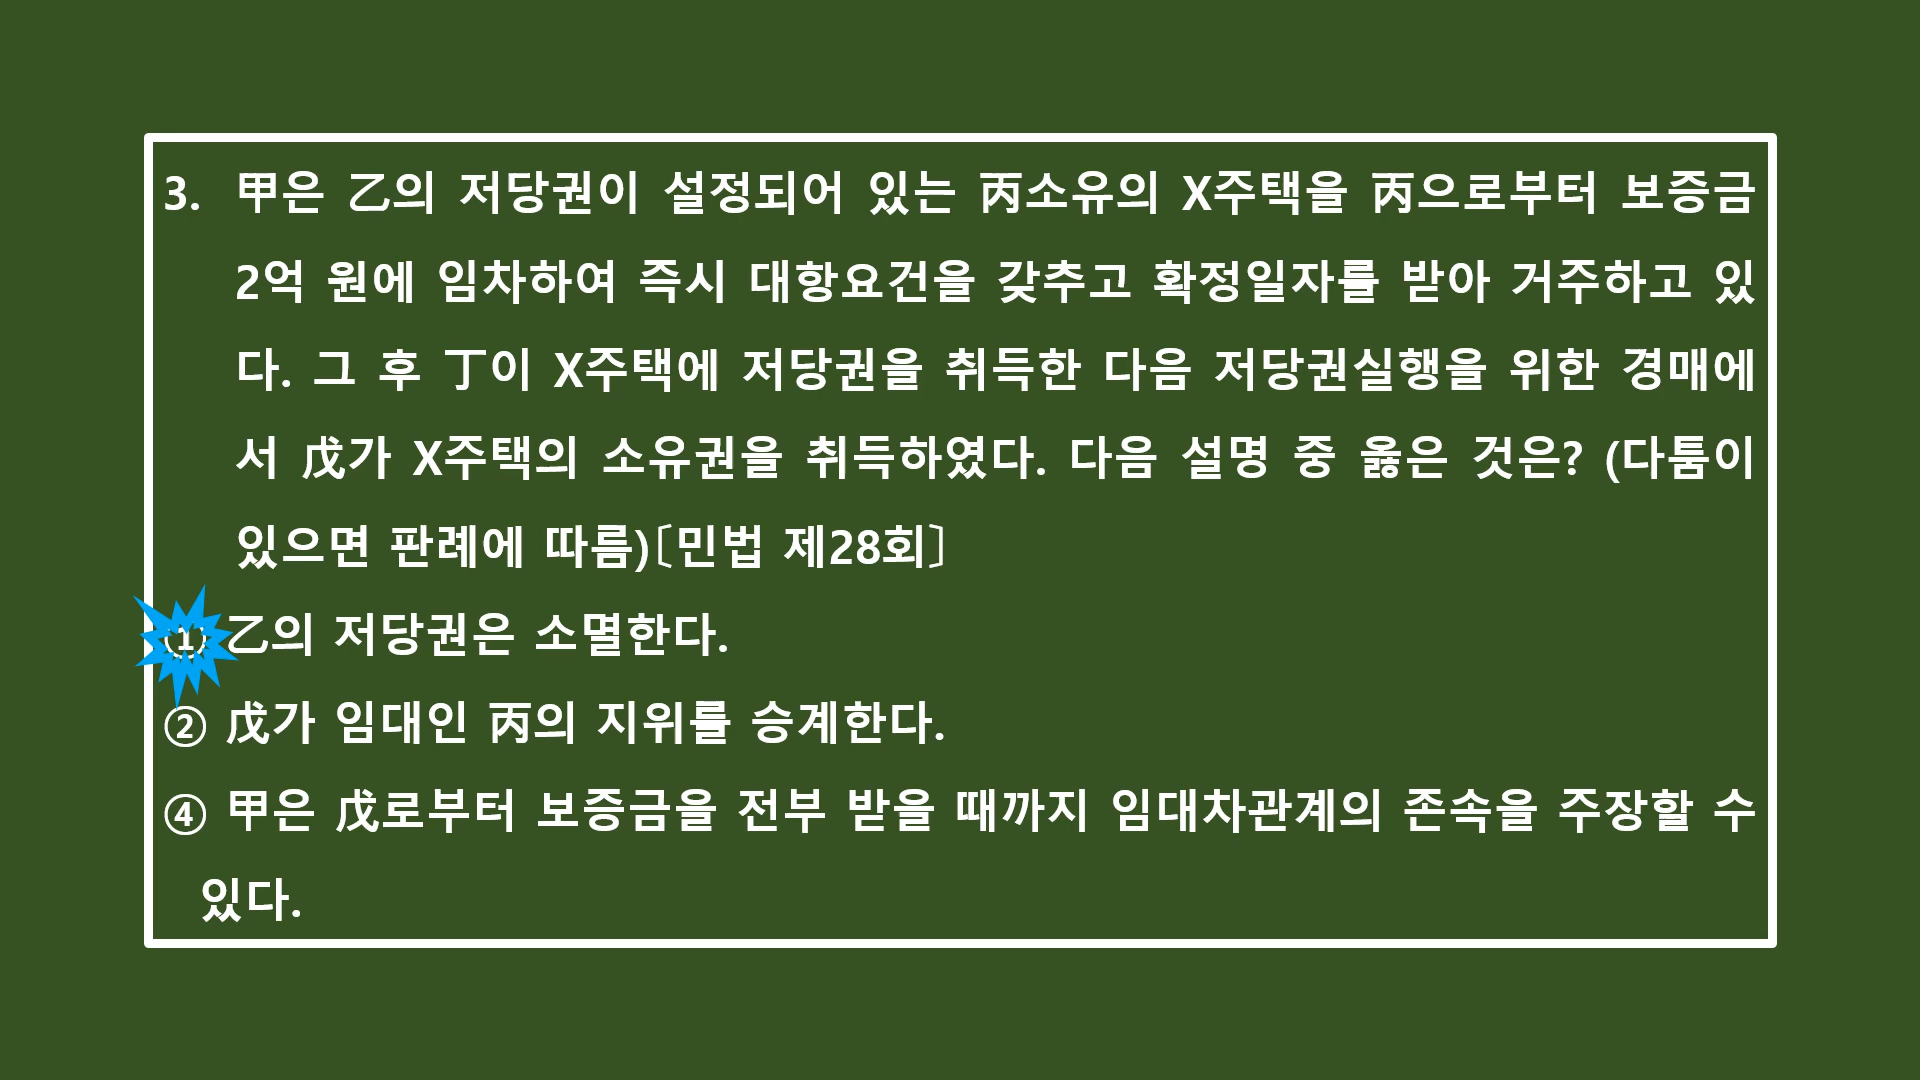 3. 甲은 乙의 저당권이 설정되어 있는 丙소유의 X주택을 丙으로부터 보증금
2억 원에 임차하여 즉시 대항요건을 갖추고 확정일자를 받아 거주하고 있
다. 그 후 丁이 X주택에 저당권을 취득한 다음 저당권실행을 위한 경매에
서 戊가 X주택의 소유권을 취득하였다. 다음 설명 중 옳은 것은? (다툼이
있으면 판례에 따름)〔민법 제28회〕
① 乙의 저당권은 소멸한다.
② 戊가 임대인 丙의 지위를 승계한다.
④ 甲은 戊로부터 보증금을 전부 받을 때까지 임대차관계의 존속을 주장할 수
있다.